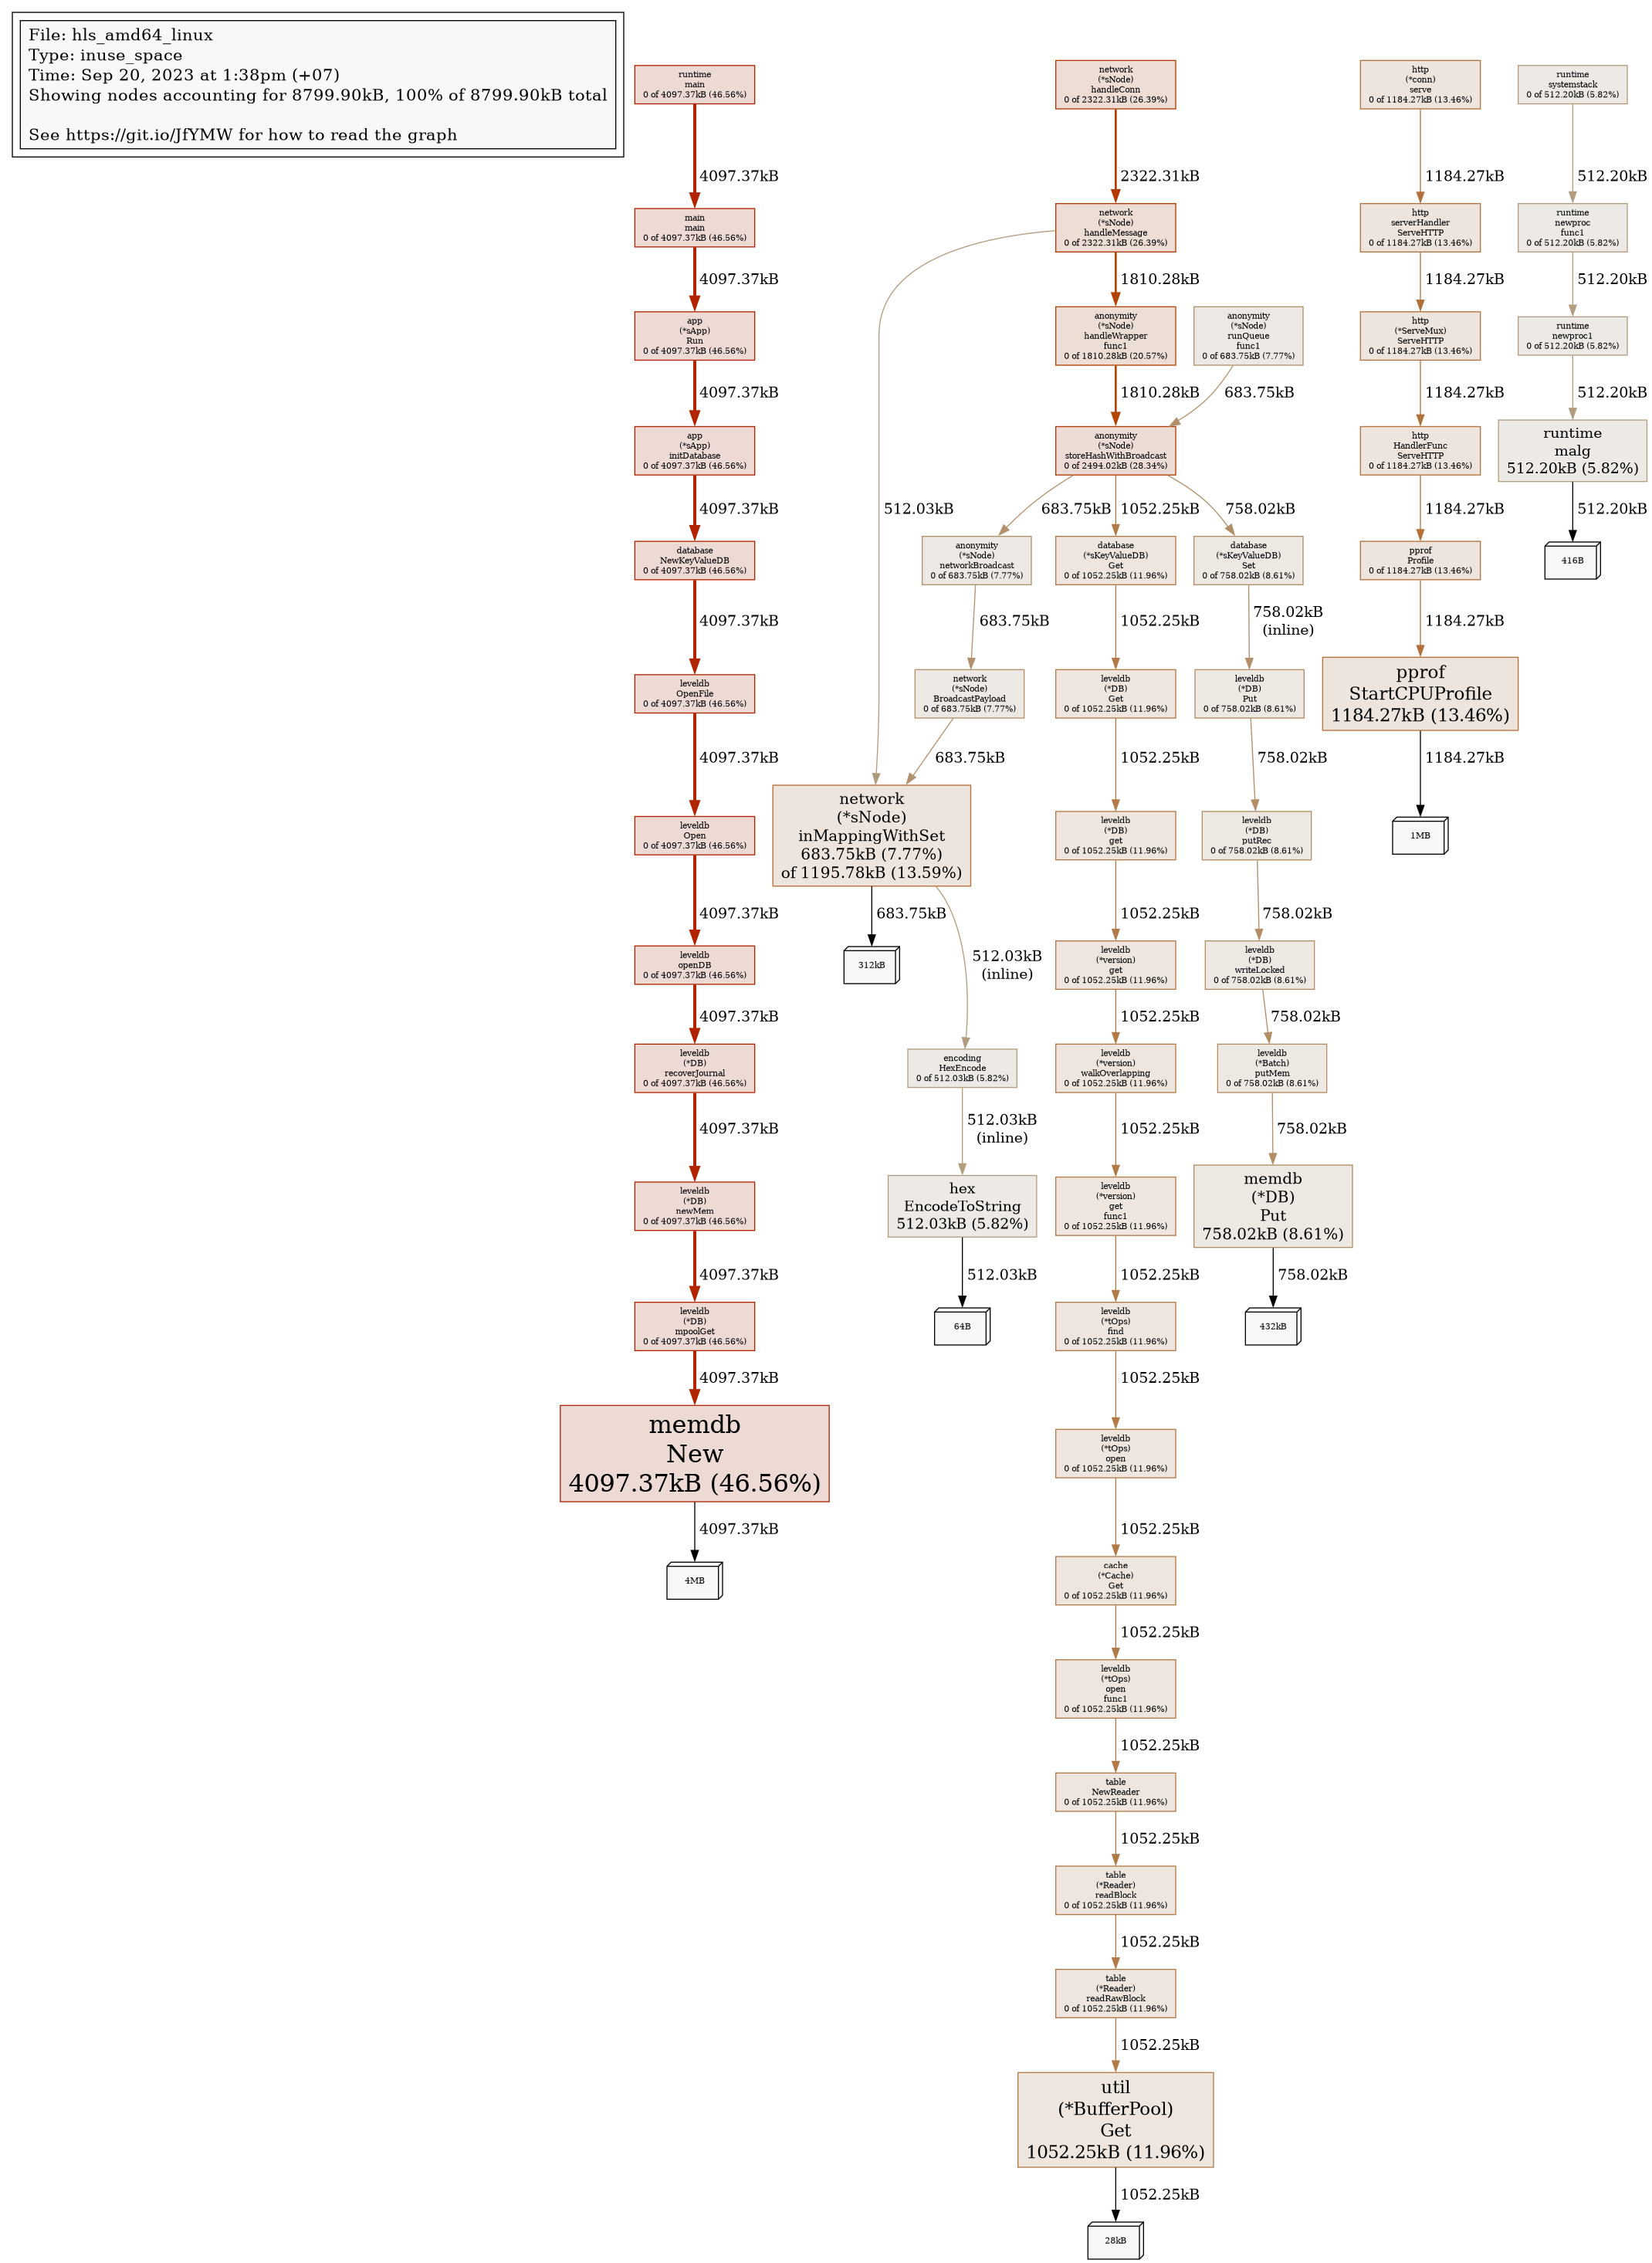 File: hls_amd64_linux
Type: inuse_space
Time: Sep 20, 2023 at 1:38pm (+07)
Showing nodes accounting for 8799.90kB, 100% of 8799.90kB total
See https://git.io/JfYMW for how to read the graph
runtime
main
0 of 4097.37kB (46.56%)
4097.37kB
main
main
0 of 4097.37kB (46.56%)
4097.37kB
app
(*sApp)
Run
0 of 4097.37kB (46.56%)
4097.37kB
app
(*sApp)
initDatabase
0 of 4097.37kB (46.56%)
4097.37kB
database
NewKeyValueDB
0 of 4097.37kB (46.56%)
4097.37kB
leveldb
OpenFile
0 of 4097.37kB (46.56%)
4097.37kB
leveldb
Open
0 of 4097.37kB (46.56%)
4097.37kB
leveldb
openDB
0 of 4097.37kB (46.56%)
4097.37kB
leveldb
(*DB)
recoverJournal
0 of 4097.37kB (46.56%)
4097.37kB
leveldb
(*DB)
newMem
0 of 4097.37kB (46.56%)
4097.37kB
leveldb
(*DB)
mpoolGet
0 of 4097.37kB (46.56%)
4097.37kB
memdb
New
4097.37kB (46.56%)
4097.37kB
4MB
network
(*sNode)
handleConn
0 of 2322.31kB (26.39%)
2322.31kB
network
(*sNode)
handleMessage
0 of 2322.31kB (26.39%)
512.03kB
1810.28kB
anonymity
(*sNode)
handleWrapper
func1
0 of 1810.28kB (20.57%)
1810.28kB
anonymity
(*sNode)
runQueue
func1
0 of 683.75kB (7.77%)
683.75kB
anonymity
(*sNode)
storeHashWithBroadcast
0 of 2494.02kB (28.34%)
683.75kB
1052.25kB
758.02kB
anonymity
(*sNode)
networkBroadcast
0 of 683.75kB (7.77%)
683.75kB
network
(*sNode)
BroadcastPayload
0 of 683.75kB (7.77%)
683.75kB
network
(*sNode)
inMappingWithSet
683.75kB (7.77%)
of 1195.78kB (13.59%)
683.75kB
312kB
512.03kB
(inline)
encoding
HexEncode
0 of 512.03kB (5.82%)
512.03kB
(inline)
hex
EncodeToString
512.03kB (5.82%)
512.03kB
64B
database
(*sKeyValueDB)
Get
0 of 1052.25kB (11.96%)
1052.25kB
leveldb
(*DB)
Get
0 of 1052.25kB (11.96%)
1052.25kB
leveldb
(*DB)
get
0 of 1052.25kB (11.96%)
1052.25kB
leveldb
(*version)
get
0 of 1052.25kB (11.96%)
1052.25kB
leveldb
(*version)
walkOverlapping
0 of 1052.25kB (11.96%)
1052.25kB
leveldb
(*version)
get
func1
0 of 1052.25kB (11.96%)
1052.25kB
leveldb
(*tOps)
find
0 of 1052.25kB (11.96%)
1052.25kB
leveldb
(*tOps)
open
0 of 1052.25kB (11.96%)
1052.25kB
cache
(*Cache)
Get
0 of 1052.25kB (11.96%)
1052.25kB
leveldb
(*tOps)
open
func1
0 of 1052.25kB (11.96%)
1052.25kB
table
NewReader
0 of 1052.25kB (11.96%)
1052.25kB
table
(*Reader)
readBlock
0 of 1052.25kB (11.96%)
1052.25kB
table
(*Reader)
readRawBlock
0 of 1052.25kB (11.96%)
1052.25kB
util
(*BufferPool)
Get
1052.25kB (11.96%)
1052.25kB
28kB
database
(*sKeyValueDB)
Set
0 of 758.02kB (8.61%)
758.02kB
(inline)
leveldb
(*DB)
Put
0 of 758.02kB (8.61%)
758.02kB
leveldb
(*DB)
putRec
0 of 758.02kB (8.61%)
758.02kB
leveldb
(*DB)
writeLocked
0 of 758.02kB (8.61%)
758.02kB
leveldb
(*Batch)
putMem
0 of 758.02kB (8.61%)
758.02kB
memdb
(*DB)
Put
758.02kB (8.61%)
758.02kB
432kB
http
(*conn)
serve
0 of 1184.27kB (13.46%)
1184.27kB
http
serverHandler
ServeHTTP
0 of 1184.27kB (13.46%)
1184.27kB
http
(*ServeMux)
ServeHTTP
0 of 1184.27kB (13.46%)
1184.27kB
http
HandlerFunc
ServeHTTP
0 of 1184.27kB (13.46%)
1184.27kB
pprof
Profile
0 of 1184.27kB (13.46%)
1184.27kB
pprof
StartCPUProfile
1184.27kB (13.46%)
1184.27kB
1MB
runtime
systemstack
0 of 512.20kB (5.82%)
512.20kB
runtime
newproc
func1
0 of 512.20kB (5.82%)
512.20kB
runtime
newproc1
0 of 512.20kB (5.82%)
512.20kB
runtime
malg
512.20kB (5.82%)
512.20kB
416B